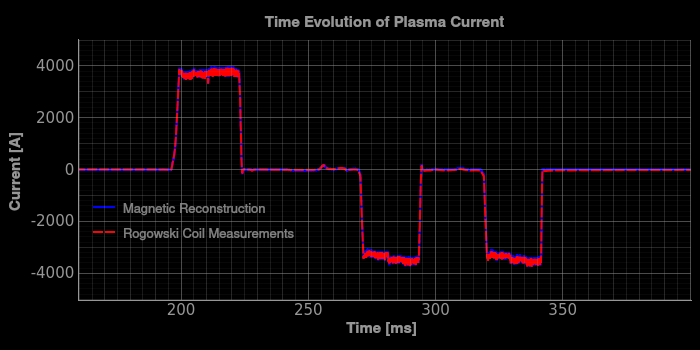 Time Evolution of Plasma Current
Current [A]
4000
2000
0
-2000
-4000
Magnetic Reconstruction
Rogowski Coil Measurements
200
250
300
350
Time [ms]